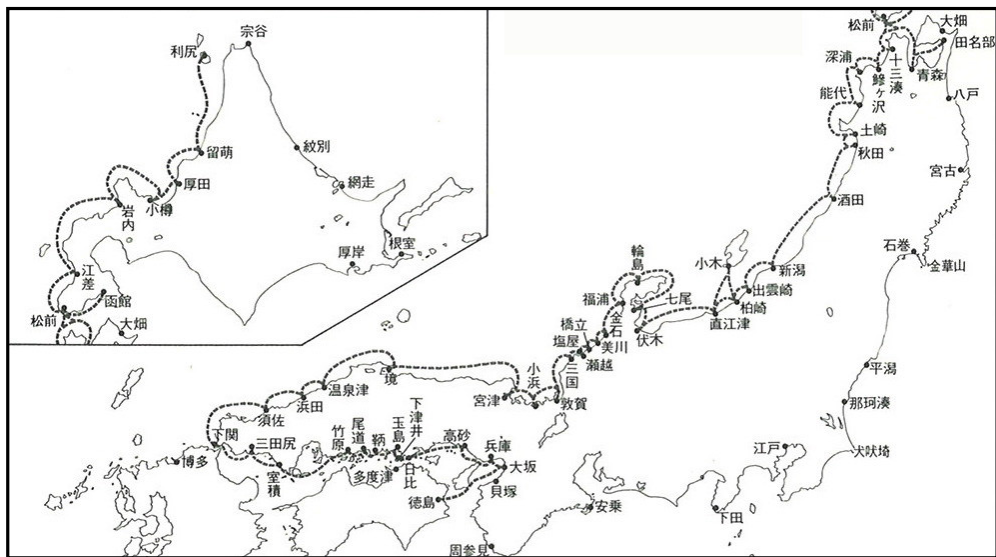 宗谷
利尻
紋別
留萌
網走
厚田
岩内
小樽
根室
厚岸
江差
函館
松前
大畑
松前
大畑
田名部
十三湊
深浦
鰺ヶ沢
青森
能代
八戸
土崎
秋田
宮古
酒田
石巻
金華山
輪島
小木
新潟
福浦
七尾
出雲崎
柏崎
直江津
金石
伏木
橋立
塩屋
美川
瀬越
三国
小浜
敦賀
宮津
境
温泉津
浜田
須佐
下関
三田尻
室積
博多
竹原
尾道
鞆
玉島
下津井
多度津
日比
高砂
兵庫
大坂
貝塚
徳島
周参見
安乗
下田
江戸
平潟
那珂湊
犬吠埼